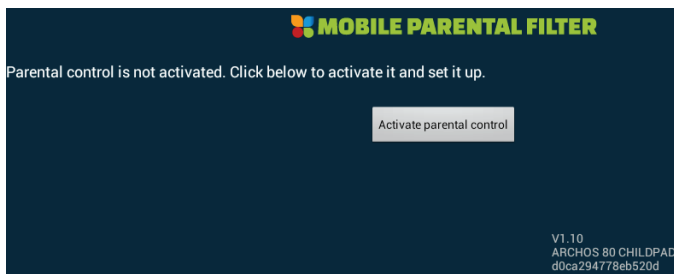 MOBILE PARENTAL FILTER
Parental control is not activated. Click below to activate it and set it up.
Activate parental control
V1.10
ARCHOS 80 CHILDPAD
d0ca294778eb520d